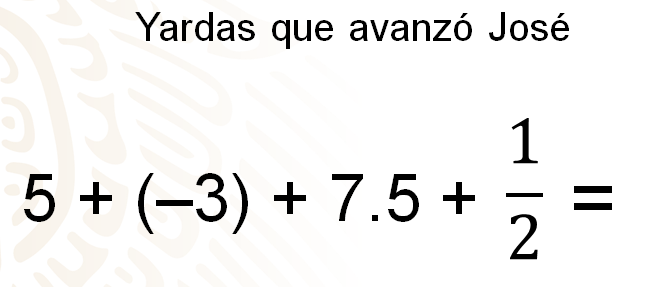 Yardas que avanzó José
5 + (–3) + 7.5 + 1/2 =